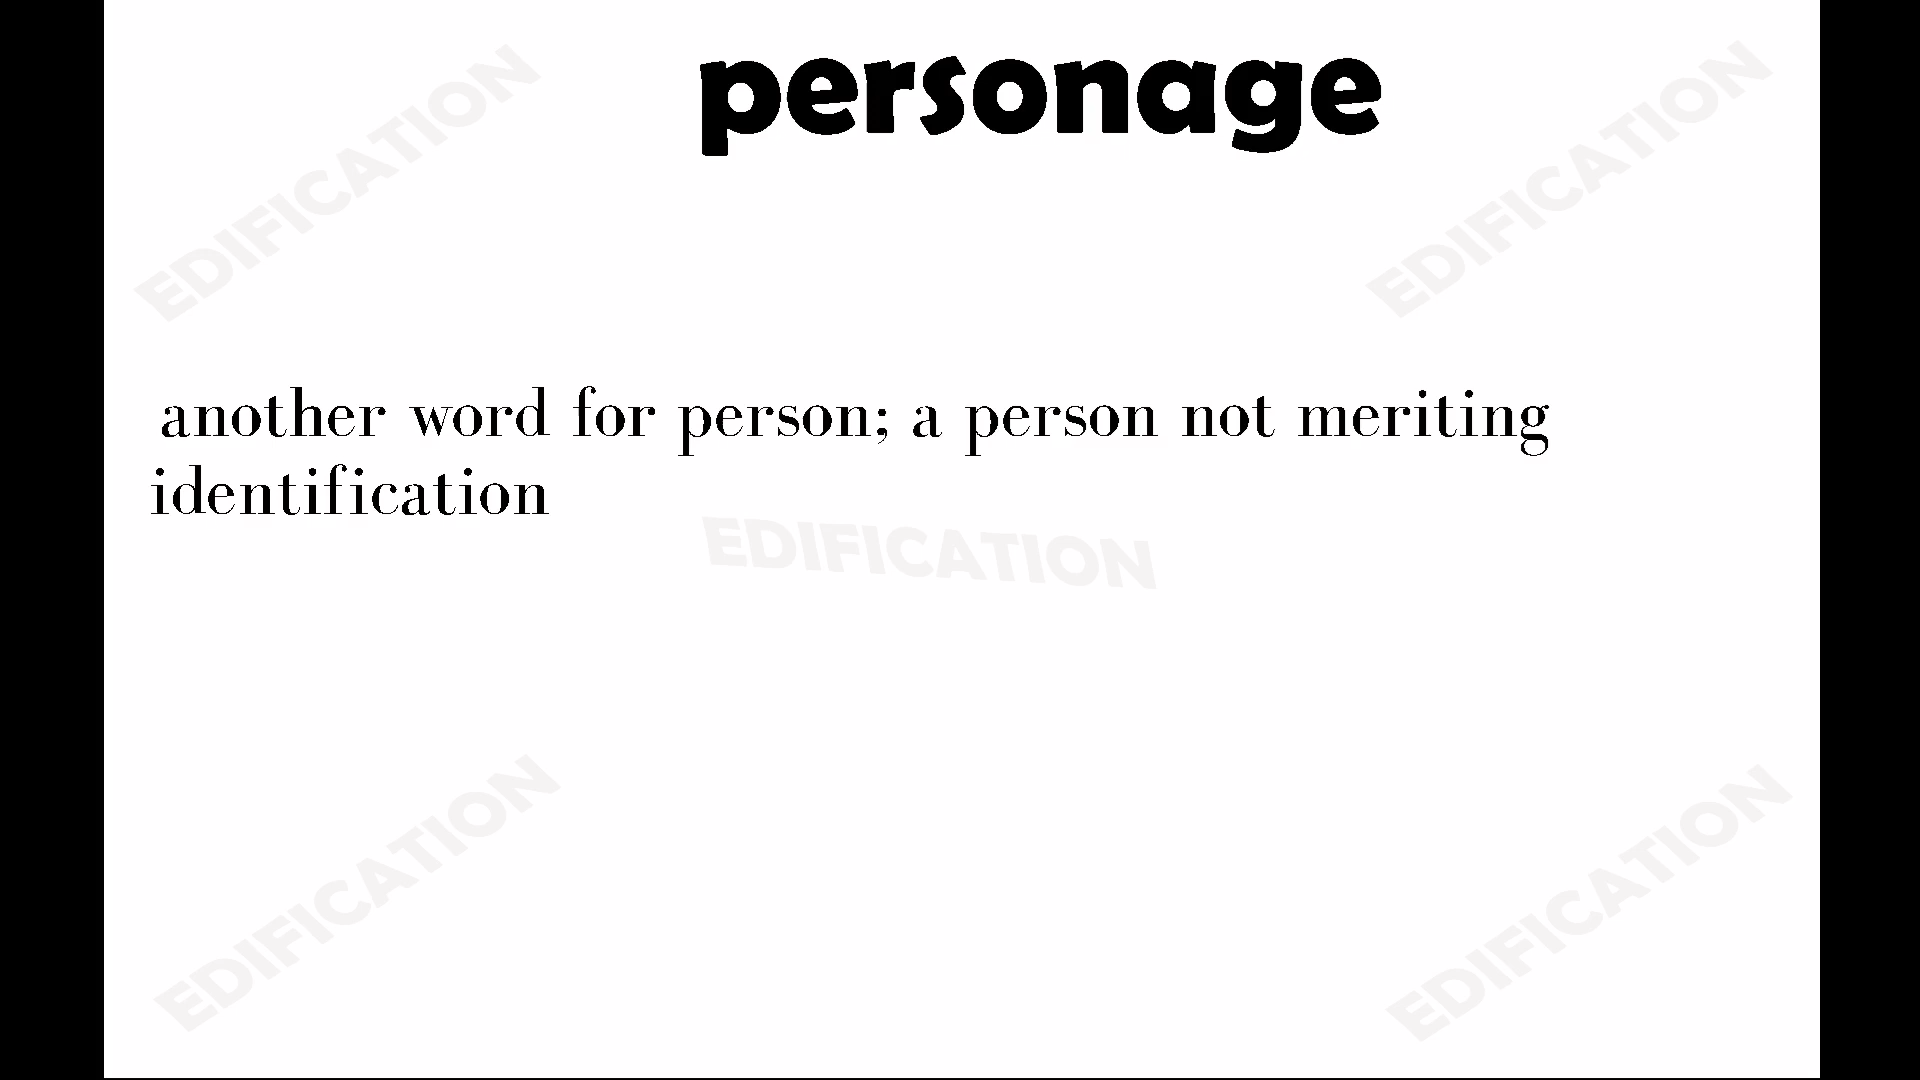 personage
EDIFICATION
EDIFICATION
another word for person; a person not meriting
identification
EDIFICATION
EDIFICATION
EDIFICATION